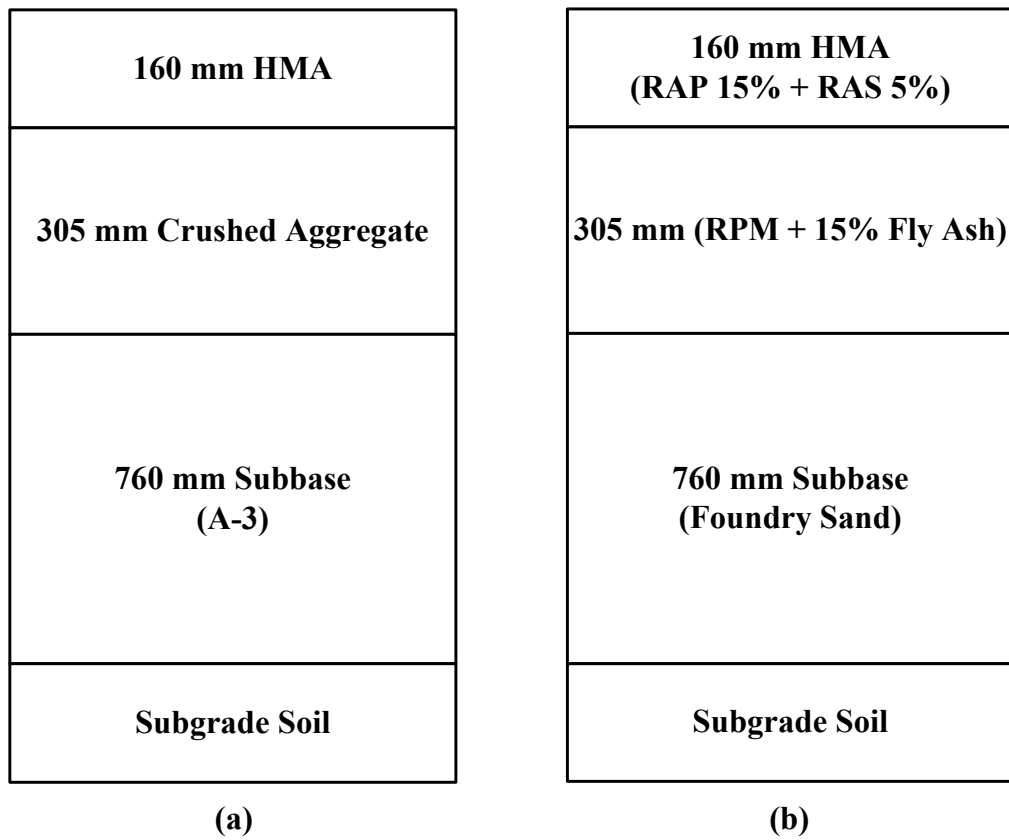 160 mm HMA
305 mm Crushed Aggregate
760 mm Subbase
(A-3)
Subgrade Soil
(a)
160 mm HMA
(RAP 15% + RAS 5%)
305 mm (RPM + 15% Fly Ash)
760 mm Subbase
(Foundry Sand)
Subgrade Soil
(b)